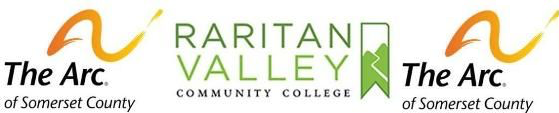 The Arc.
of Somerset County
RARITAN
VALLEY
COMMUNITY COLLEGE
The Arc.
of Somerset County